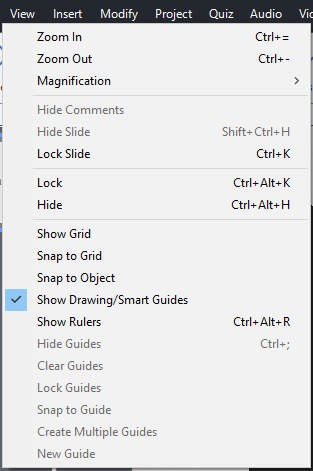 View Insert Modify Project Quiz Audio
Zoom In Ctrl+=
Zoom Out Ctrl+-
Magnification
Hide Comments
Hide Slide Shift+Ctrl+H
Lock Slide Ctrl+K
Lock Ctrl+Alt+K
Hide Ctrl+Alt+H
Show Grid
Snap to Grid
Snap to Object
Show Drawing/Smart Guides
Show Rulers Ctrl+Alt+R
Hide Guides Ctrl+;
Clear Guides
Lock Guides
Snap to Guide
Create Multiple Guides
New Guide